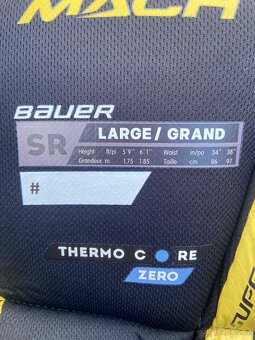 MACH
BAUER
SR
LARGE / GRAND
Height ft/pi 5'9" 6'1" Waist in/po 34" 38"
Grandeur m 1.75 1.85 Taille cm 86 97
#
THERMO CORE
ZERO